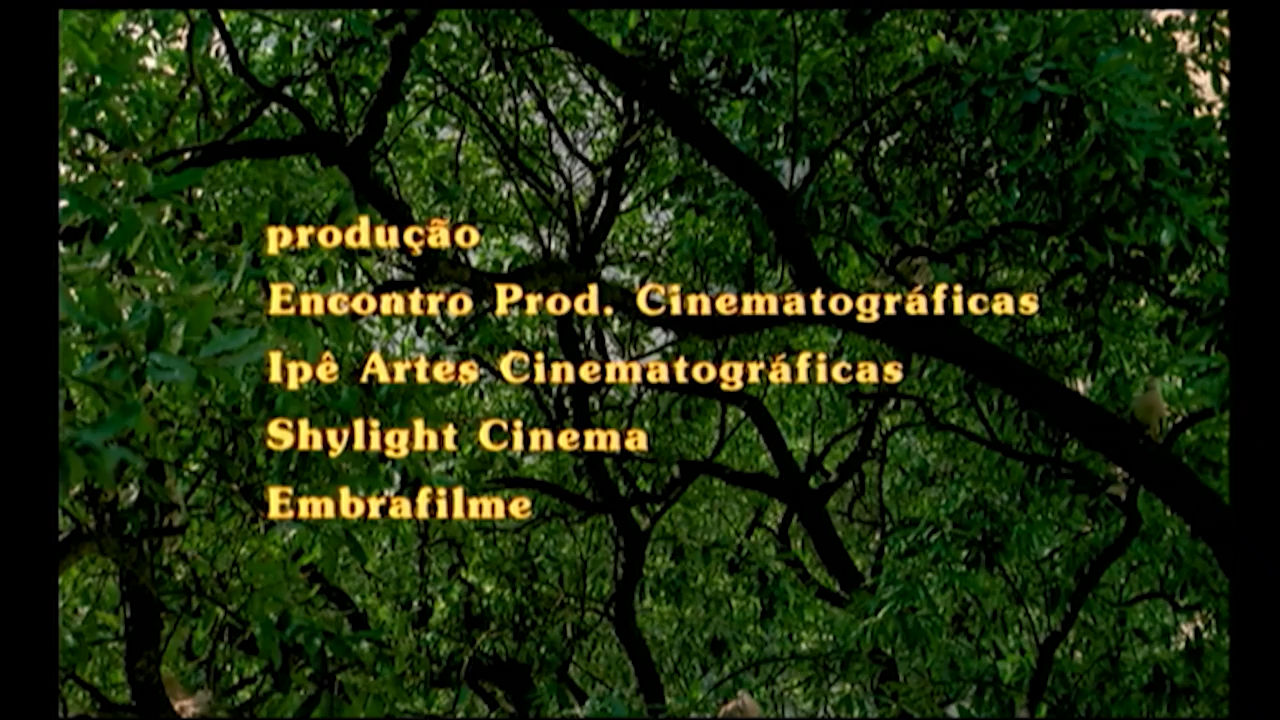 produção
Encontro Prod. Cinematográficas
Ipê Artes Cinematográficas
Shylight Cinema
Embrafilme